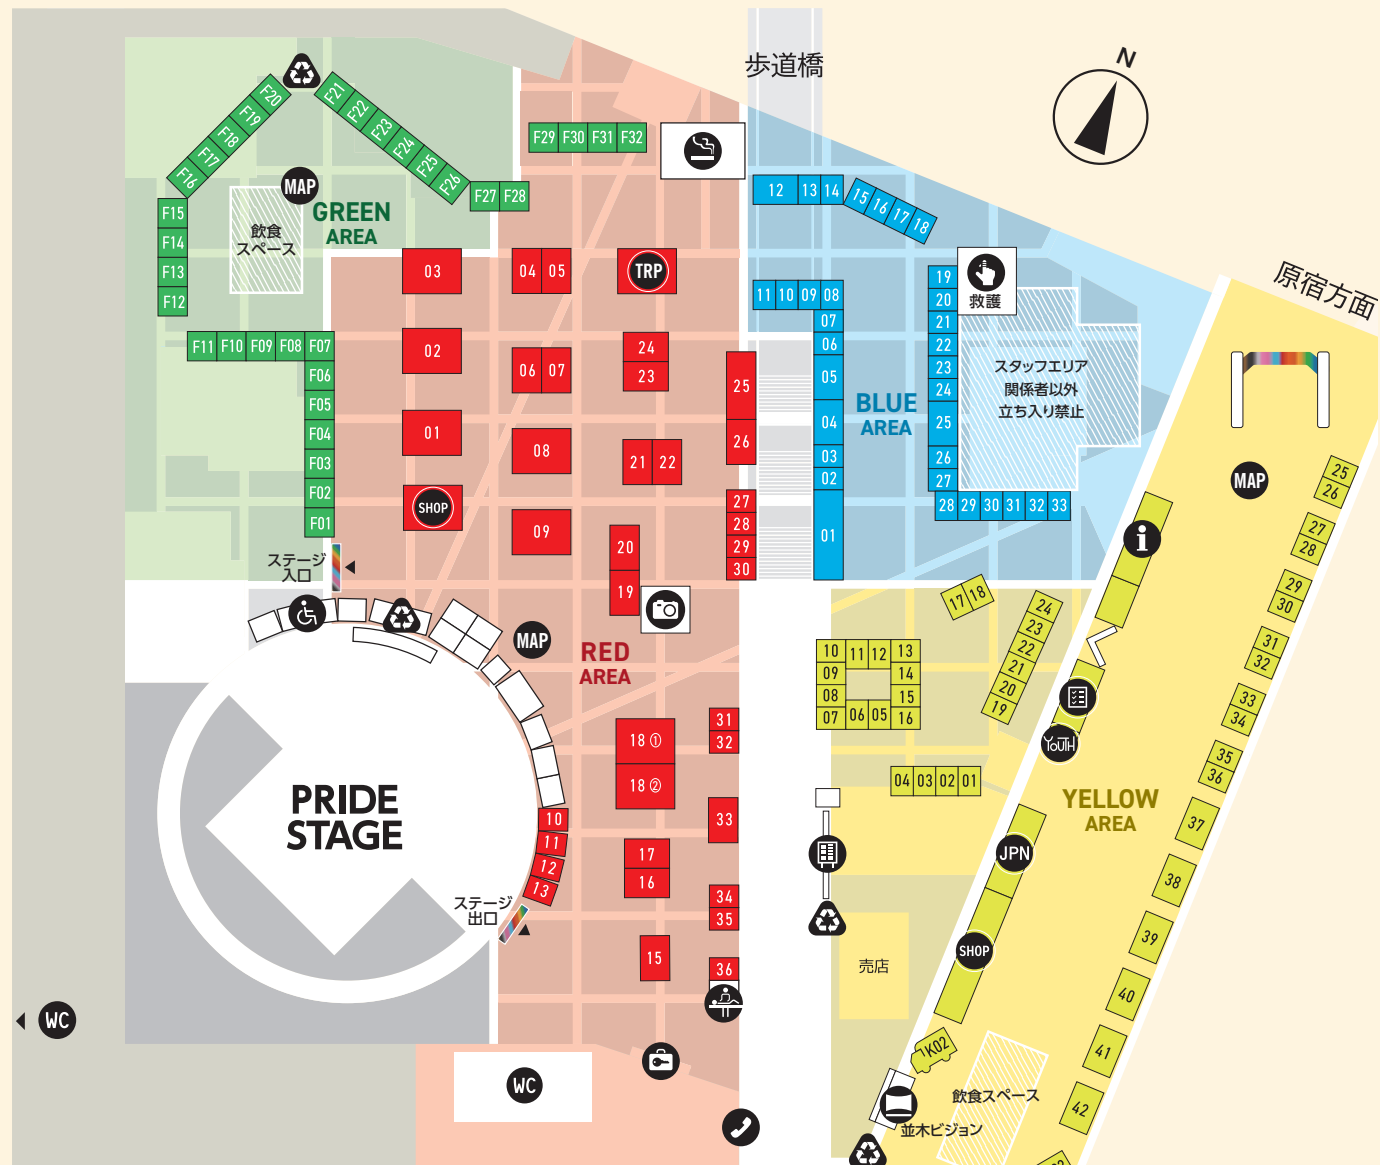 歩道橋
N
原宿方面
F20
F19
F18
F17
F16
F21
F22
F23
F24
F25
F26
F27
F28
F29
F30
F31
F32
MAP
GREEN
AREA
飲食
スペース
F15
F14
F13
F12
F11
F10
F09
F08
F07
F06
F05
F04
F03
F02
F01
ステージ
入口
03
02
01
SHOP
04
05
TRP
06
07
08
09
24
23
21
22
20
19
25
26
27
28
29
30
MAP
RED
AREA
18①
18②
31
32
33
17
16
34
35
15
36
10
11
12
13
PRIDE
STAGE
ステージ
出口
WC
WC
12
13
14
15
16
17
18
11
10
09
08
07
06
05
04
03
02
01
BLUE
AREA
19
20
21
22
23
24
25
26
27
28
29
30
31
32
33
救護
スタッフエリア
関係者以外
立ち入り禁止
MAP
i
YOUTH
17
18
24
23
22
21
20
19
10
11
12
13
09
14
08
15
07
06
05
16
04
03
02
01
YELLOW
AREA
JPN
SHOP
売店
K02
飲食スペース
並木ビジョン
25
26
27
28
29
30
31
32
33
34
35
36
37
38
39
40
41
42